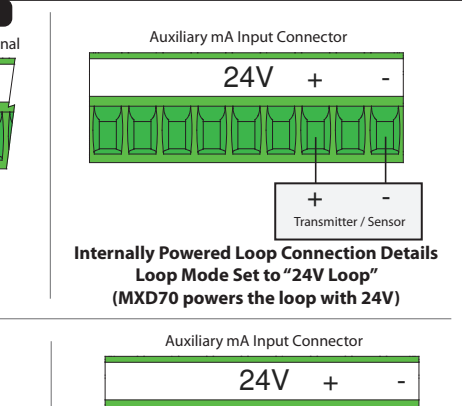 nal
Auxiliary mA Input Connector
24V + -
+ -
Transmitter / Sensor
Internally Powered Loop Connection Details
Loop Mode Set to “24V Loop”
(MXD70 powers the loop with 24V)
Auxiliary mA Input Connector
24V + -